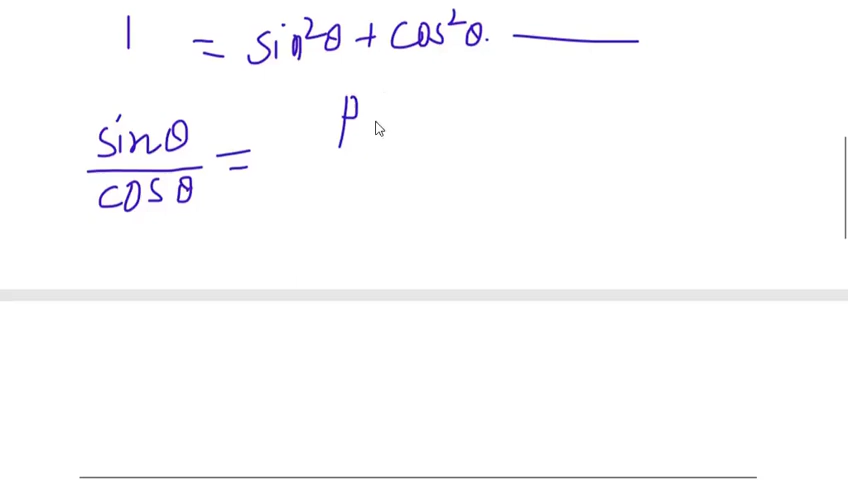 1 = sin²θ + cos²θ. —
sinθ/cosθ = P